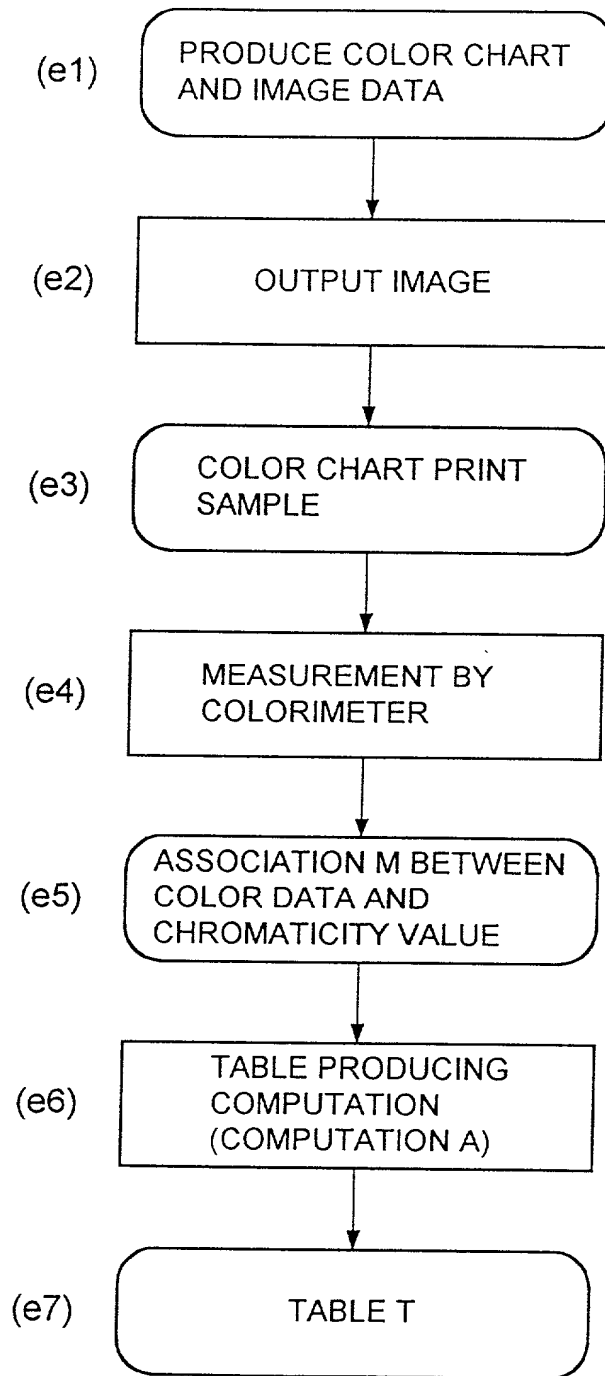 (e1)
PRODUCE COLOR CHART
AND IMAGE DATA
(e2)
OUTPUT IMAGE
(e3)
COLOR CHART PRINT
SAMPLE
(e4)
MEASUREMENT BY
COLORIMETER
(e5)
ASSOCIATION M BETWEEN
COLOR DATA AND
CHROMATICITY VALUE
(e6)
TABLE PRODUCING
COMPUTATION
(COMPUTATION A)
(e7)
TABLE T